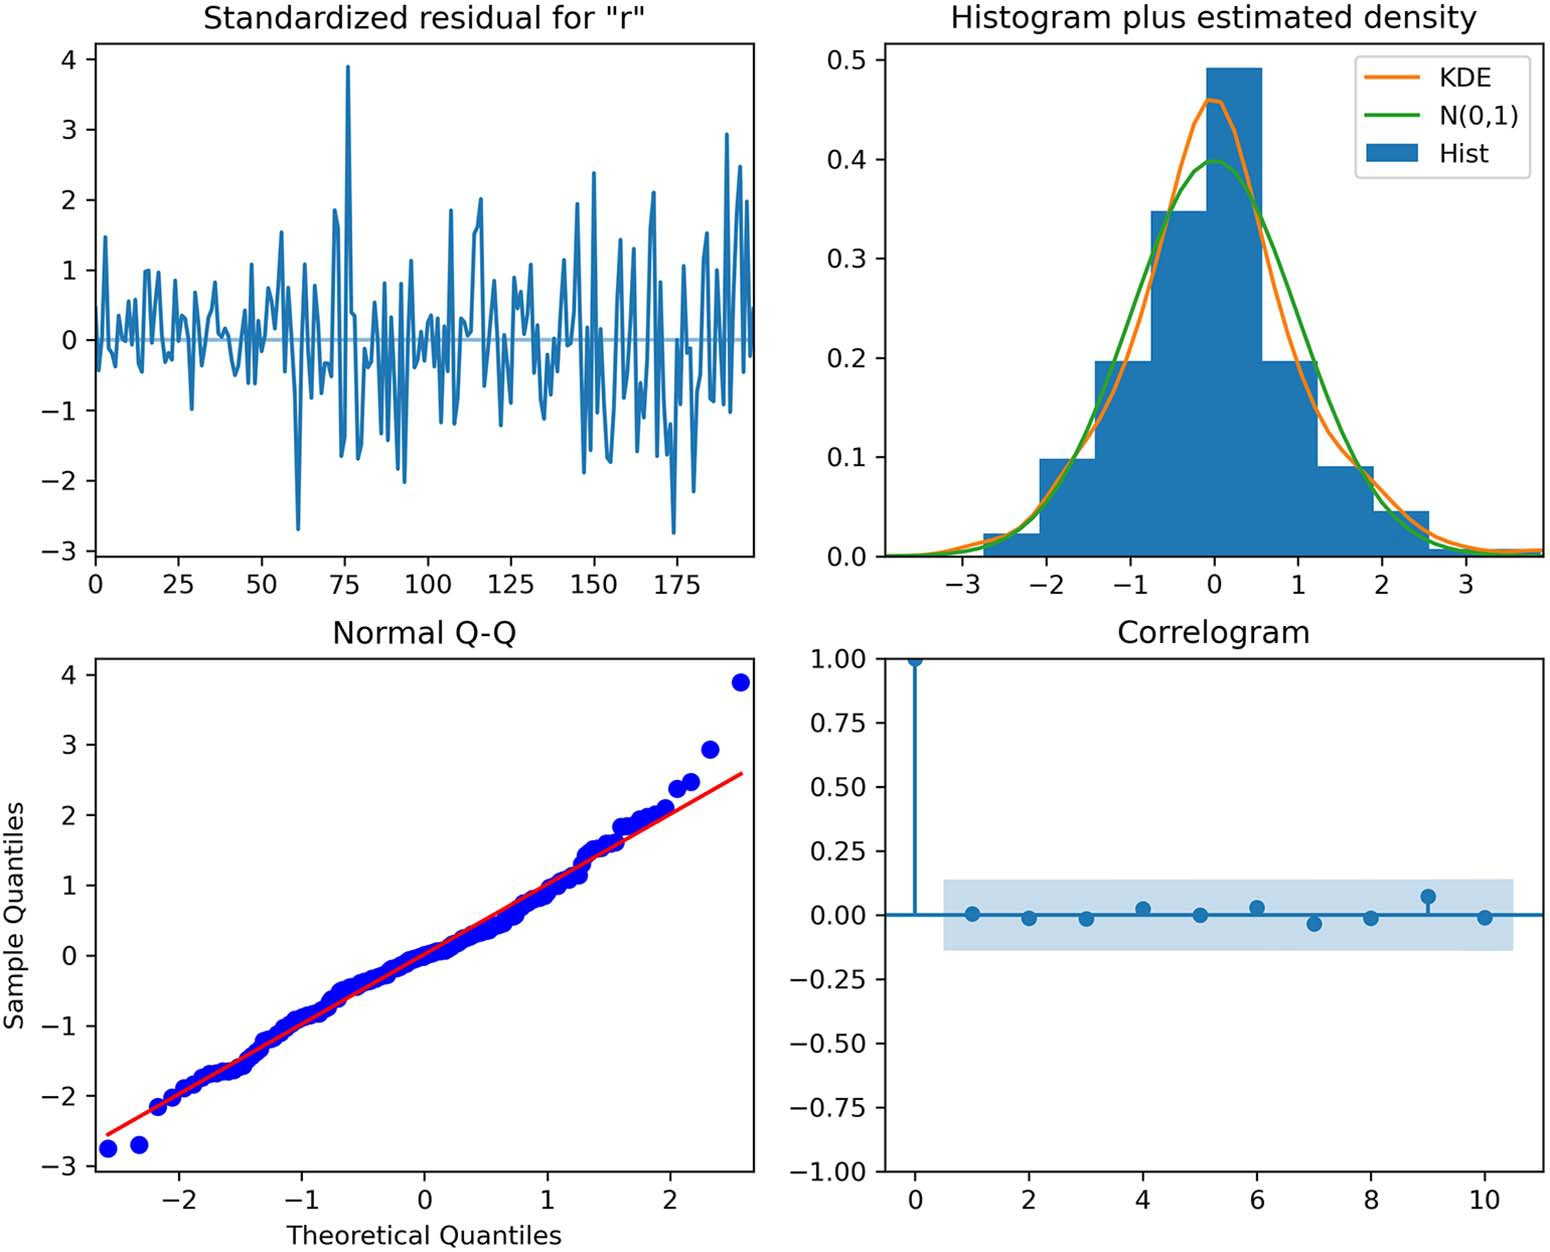 Standardized residual for "r"
4
3
2
1
0
−1
−2
−3
0 25 50 75 100 125 150 175
Histogram plus estimated density
0.5
0.4
0.3
0.2
0.1
0.0
KDE
N(0,1)
Hist
−3 −2 −1 0 1 2 3
Normal Q-Q
Sample Quantiles
4
3
2
1
0
−1
−2
−3
−2 −1 0 1 2
Theoretical Quantiles
Correlogram
1.00
0.75
0.50
0.25
0.00
−0.25
−0.50
−0.75
−1.00
0 2 4 6 8 10